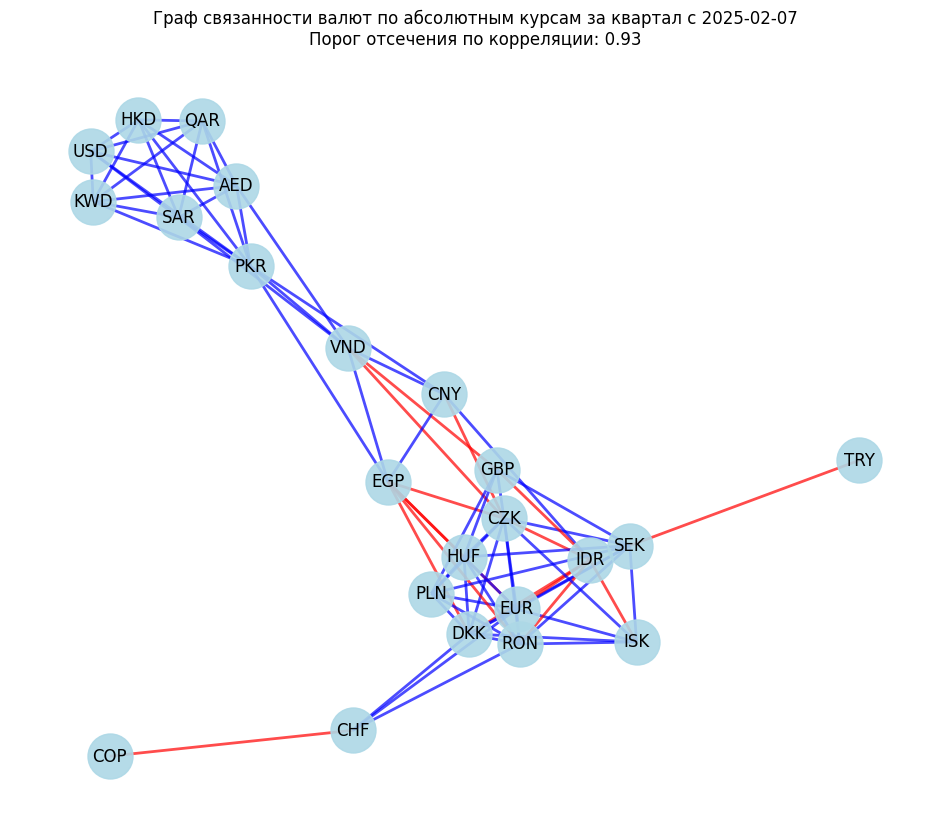 Граф связанности валют по абсолютным курсам за квартал с 2025-02-07
Порог отсечения по корреляции: 0.93
HKD
QAR
USD
AED
KWD
SAR
PKR
VND
CNY
TRY
GBP
EGP
CZK
SEK
HUF
IDR
PLN
EUR
DKK
RON
ISK
CHF
COP